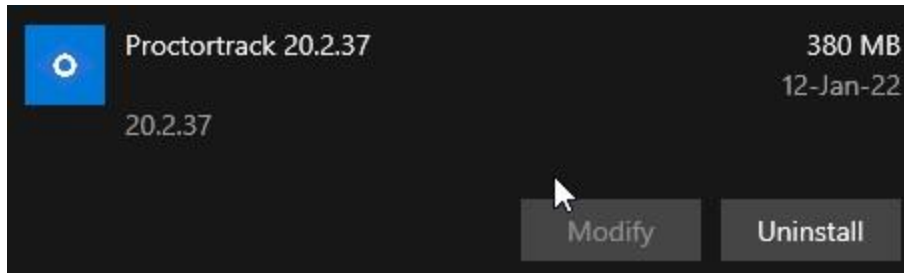 Proctortrack 20.2.37
380 MB
12-Jan-22
20.2.37
Modify
Uninstall